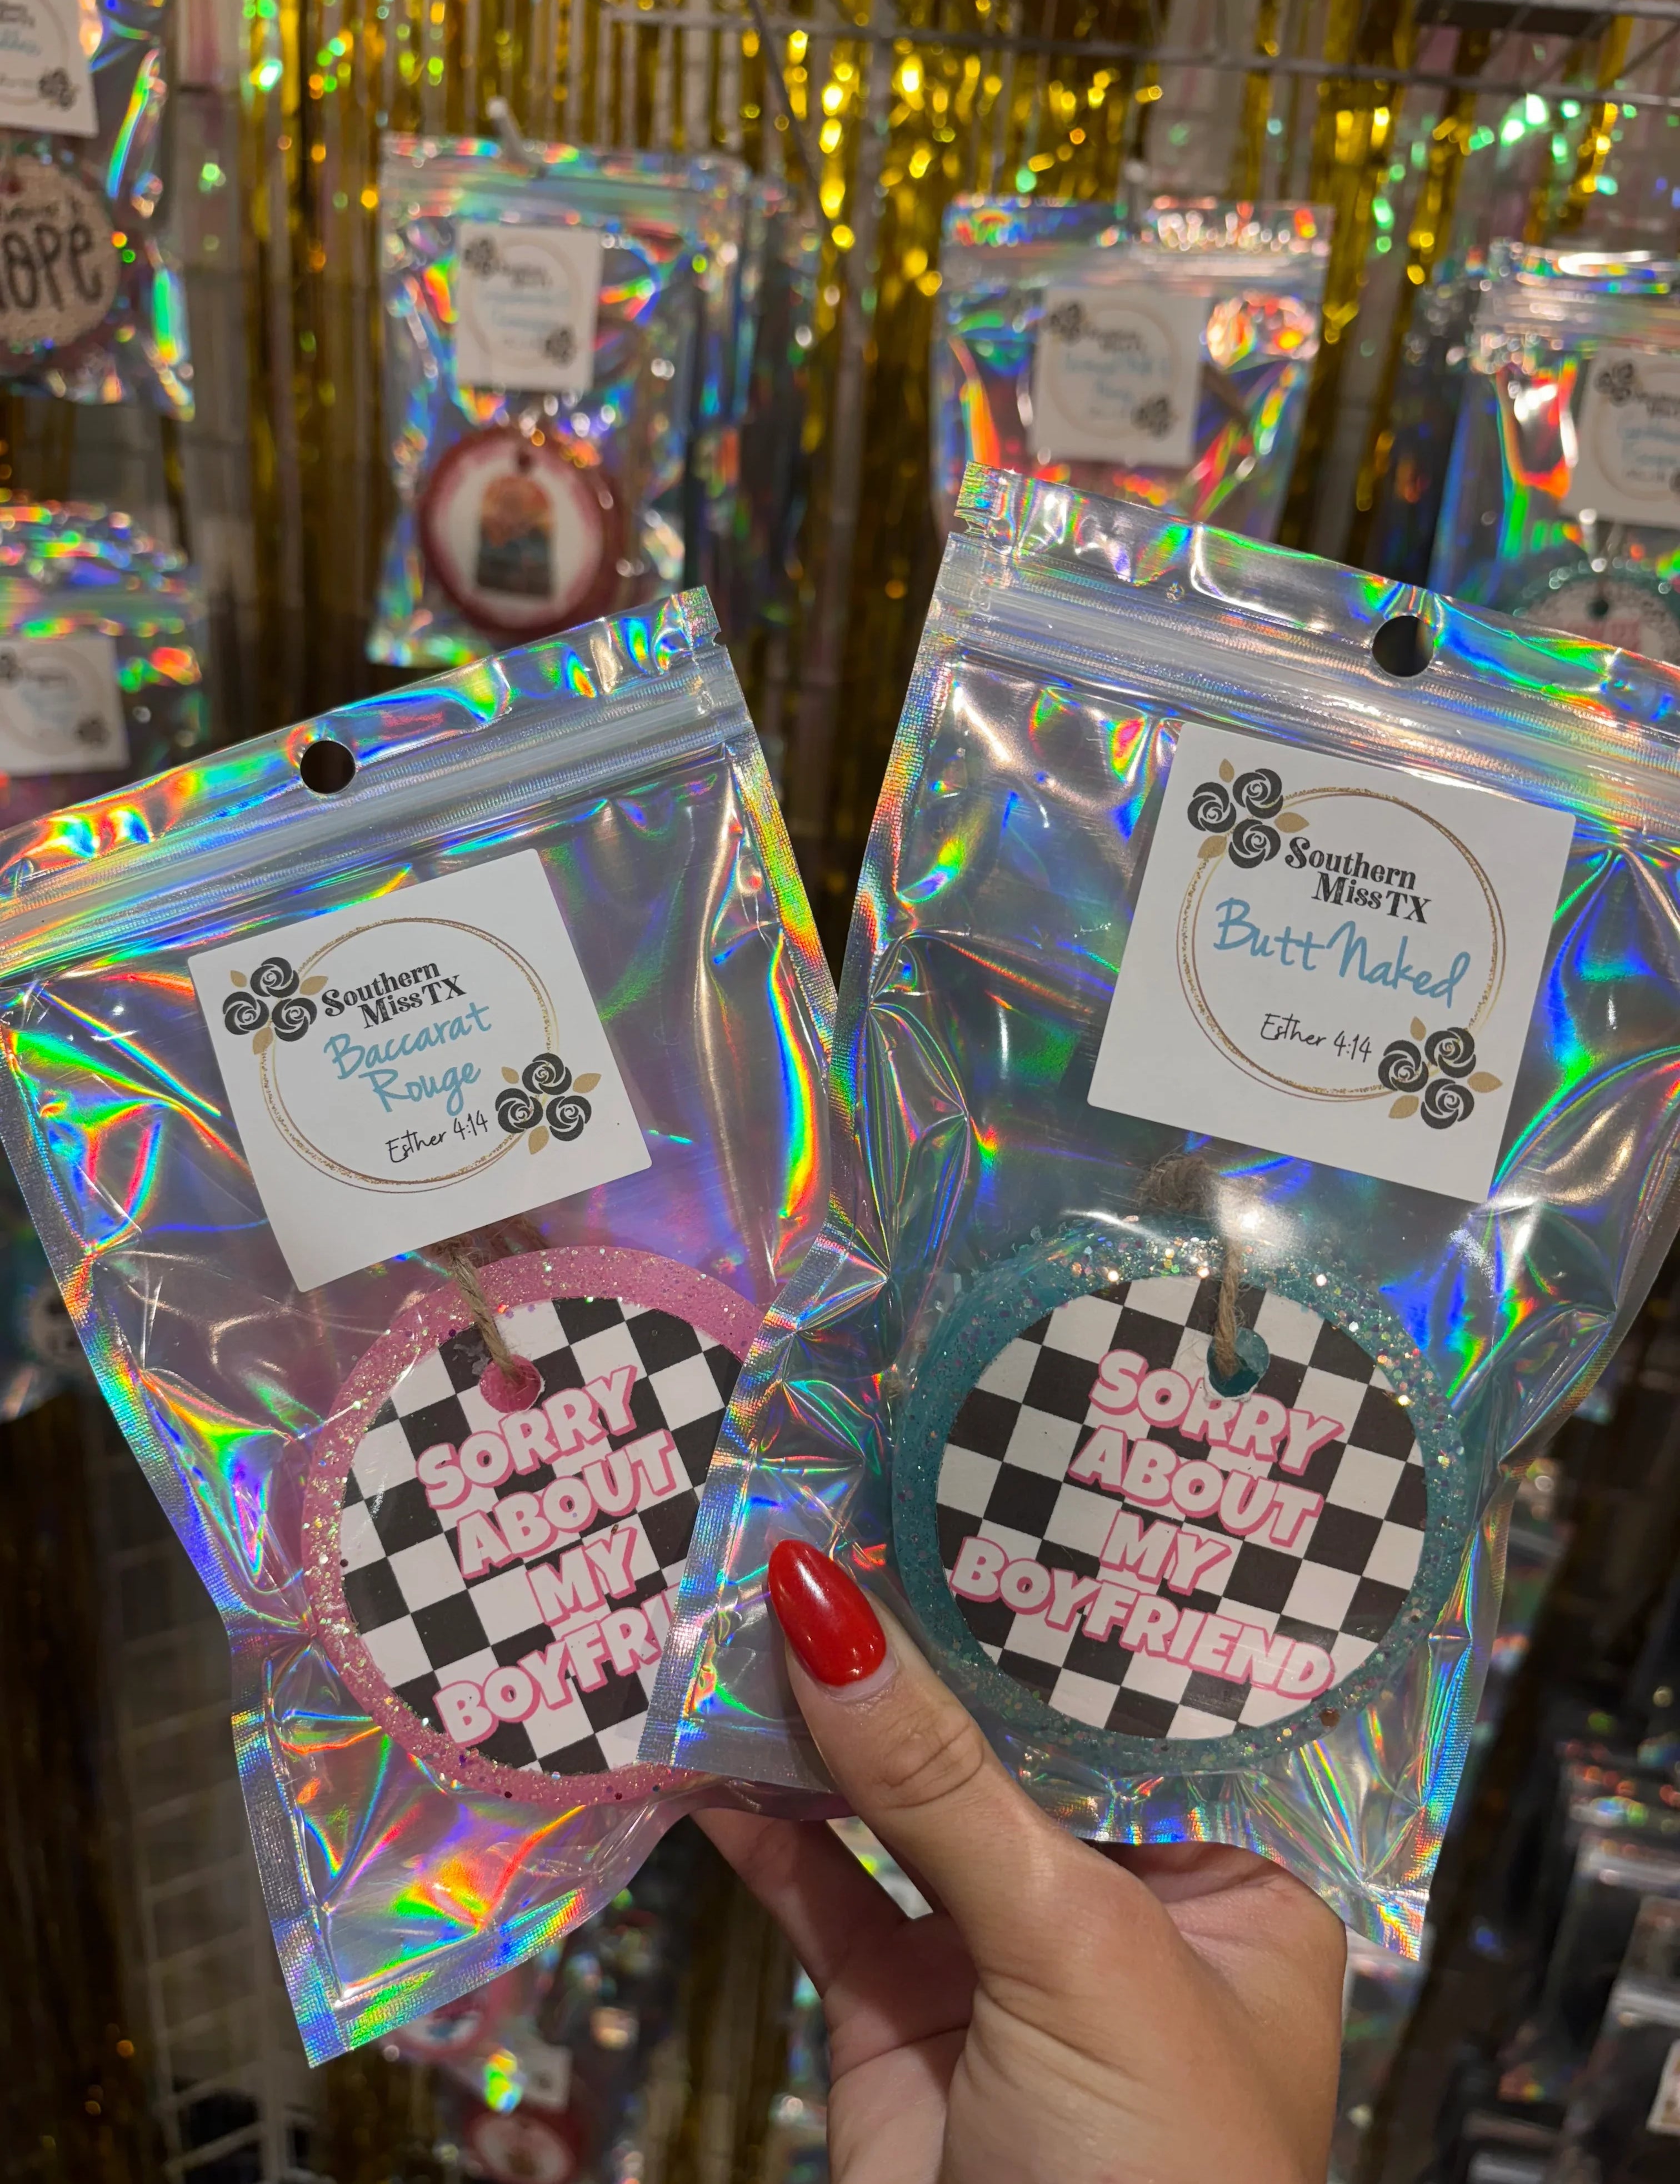 OPE
Southern
Miss TX
Baccarat
Rouge
Esther 4:14
SORRY
ABOUT
MY
BOYFRI
Southern
Miss TX
Butt Naked
Esther 4:14
SORRY
ABOUT
MY
BOYFRIEND